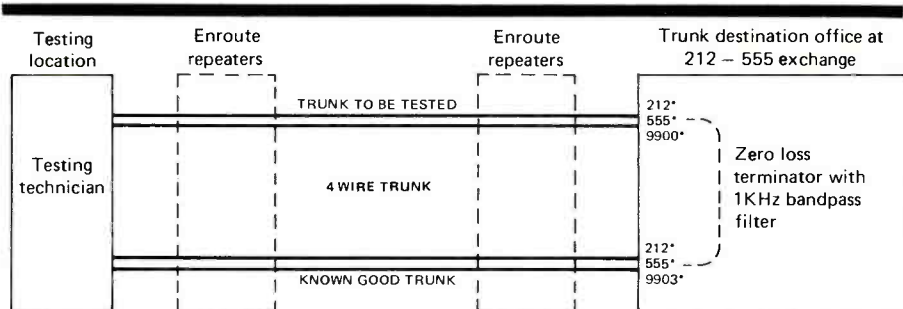 Testing
location
Enroute
repeaters
Enroute
repeaters
Trunk destination office at
212 – 555 exchange
TRUNK TO BE TESTED
212*
555*
9900*
Testing
technician
4 WIRE TRUNK
Zero loss
terminator with
1KHz bandpass
filter
212*
555*
9903*
KNOWN GOOD TRUNK